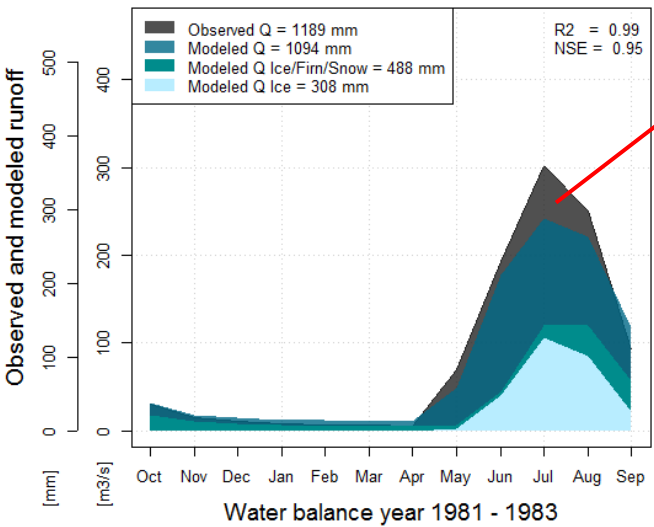 Observed Q = 1189 mm
Modeled Q = 1094 mm
Modeled Q Ice/Firn/Snow = 488 mm
Modeled Q Ice = 308 mm
R2 = 0.99
NSE = 0.95
Observed and modeled runoff
500
400
300
200
100
0
[mm]
400
300
200
100
0
[m3/s]
Oct Nov Dec Jan Feb Mar Apr May Jun Jul Aug Sep
Water balance year 1981 - 1983